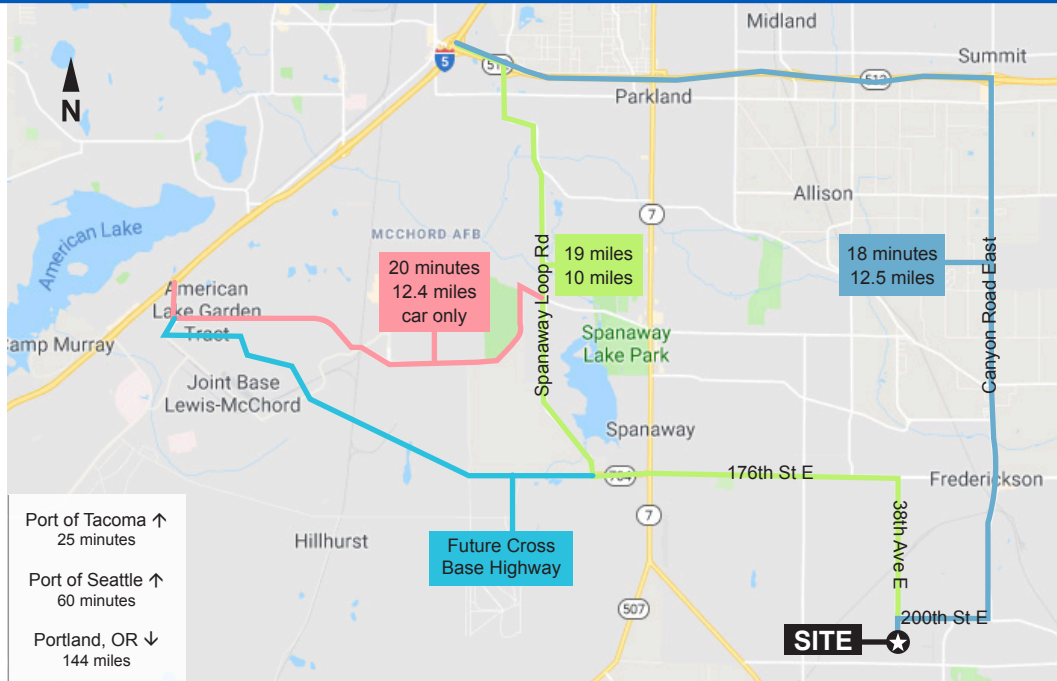 Midland
Summit
N
5
512
512
Parkland
Allison
7
American Lake
MCCHORD AFB
20 minutes
12.4 miles
car only
Spanaway Loop Rd
19 miles
10 miles
18 minutes
12.5 miles
Canyon Road East
American
Lake Garden
Tract
Camp Murray
Spanaway
Lake Park
Joint Base
Lewis-McChord
Spanaway
704
176th St E
Frederickson
38th Ave E
7
Hillhurst
Future Cross
Base Highway
507
200th St E
SITE
Port of Tacoma ↑
25 minutes
Port of Seattle ↑
60 minutes
Portland, OR ↓
144 miles